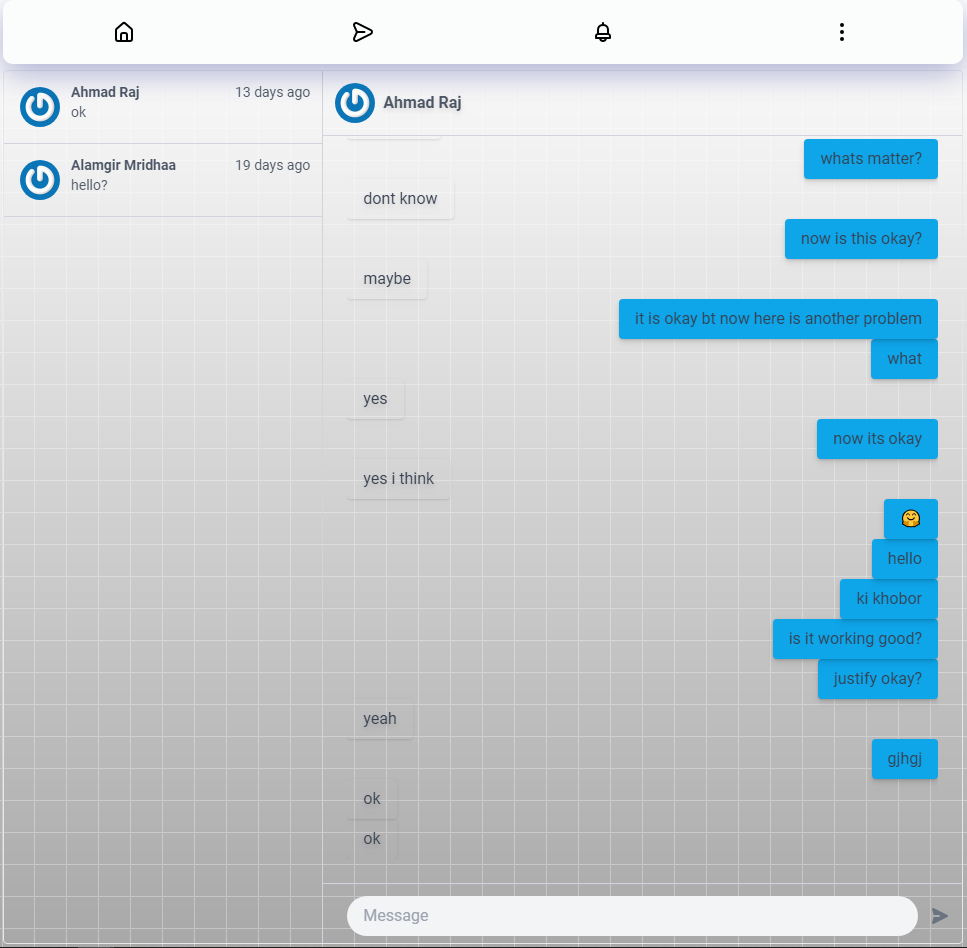 Ahmad Raj 13 days ago
ok
Alamgir Mridhaa 19 days ago
hello?
Ahmad Raj
whats matter?
dont know
now is this okay?
maybe
it is okay bt now here is another problem
what
yes
now its okay
yes i think
🤗
hello
ki khobor
is it working good?
justify okay?
yeah
gjhgj
ok
ok
Message